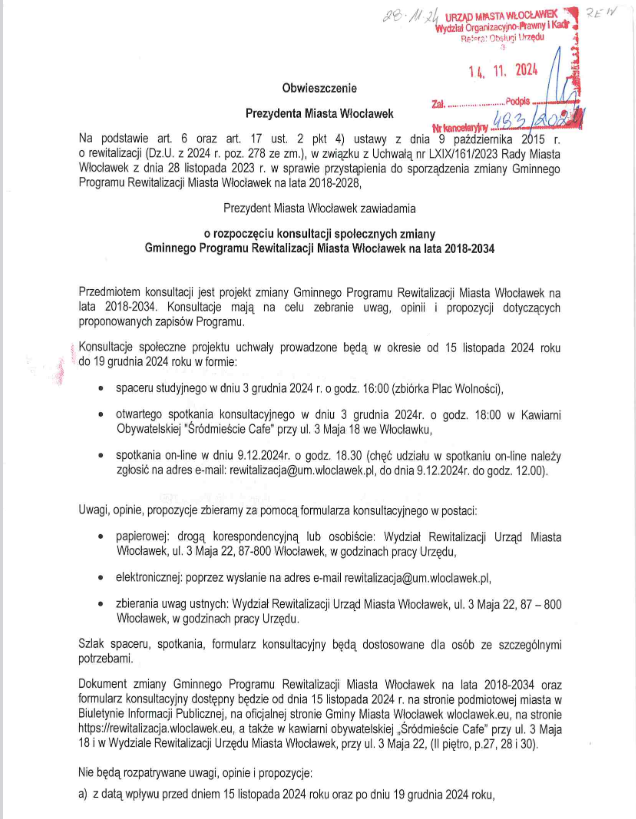 28.11.24
URZĄD MIASTA WŁOCŁAWEK
Wydział Organizacyjno-Prawny i Kadr
Referat Obsługi Urzędu
14. 11. 2024
Zał. .................... Podpis ....................
Nr kancelaryjny 483/2024
Obwieszczenie
Prezydenta Miasta Włocławek
Na podstawie art. 6 oraz art. 17 ust. 2 pkt 4) ustawy z dnia 9 października 2015 r.
o rewitalizacji (Dz.U. z 2024 r. poz. 278 ze zm.), w związku z Uchwałą nr LXIX/161/2023 Rady Miasta
Włocławek z dnia 28 listopada 2023 r. w sprawie przystąpienia do sporządzenia zmiany Gminnego
Programu Rewitalizacji Miasta Włocławek na lata 2018-2028,
Prezydent Miasta Włocławek zawiadamia
o rozpoczęciu konsultacji społecznych zmiany
Gminnego Programu Rewitalizacji Miasta Włocławek na lata 2018-2034
Przedmiotem konsultacji jest projekt zmiany Gminnego Programu Rewitalizacji Miasta Włocławek na
lata 2018-2034. Konsultacje mają na celu zebranie uwag, opinii i propozycji dotyczących
proponowanych zapisów Programu.
Konsultacje społeczne projektu uchwały prowadzone będą w okresie od 15 listopada 2024 roku
do 19 grudnia 2024 roku w formie:
• spaceru studyjnego w dniu 3 grudnia 2024 r. o godz. 16:00 (zbiórka Plac Wolności),
• otwartego spotkania konsultacyjnego w dniu 3 grudnia 2024r. o godz. 18:00 w Kawiarni
Obywatelskiej "Śródmieście Cafe" przy ul. 3 Maja 18 we Włocławku,
• spotkania on-line w dniu 9.12.2024r. o godz. 18.30 (chęć udziału w spotkaniu on-line należy
zgłosić na adres e-mail: rewitalizacja@um.wloclawek.pl, do dnia 9.12.2024r. do godz. 12.00).
Uwagi, opinie, propozycje zbieramy za pomocą formularza konsultacyjnego w postaci:
• papierowej: drogą korespondencyjną lub osobiście: Wydział Rewitalizacji Urząd Miasta
Włocławek, ul. 3 Maja 22, 87-800 Włocławek, w godzinach pracy Urzędu,
• elektronicznej: poprzez wysłanie na adres e-mail rewitalizacja@um.wloclawek.pl,
• zbierania uwag ustnych: Wydział Rewitalizacji Urząd Miasta Włocławek, ul. 3 Maja 22, 87 – 800
Włocławek, w godzinach pracy Urzędu.
Szlak spaceru, spotkania, formularz konsultacyjny będą dostosowane dla osób ze szczególnymi
potrzebami.
Dokument zmiany Gminnego Programu Rewitalizacji Miasta Włocławek na lata 2018-2034 oraz
formularz konsultacyjny dostępny będzie od dnia 15 listopada 2024 r. na stronie podmiotowej miasta w
Biuletynie Informacji Publicznej, na oficjalnej stronie Gminy Miasta Włocławek wloclawek.eu, na stronie
https://rewitalizacja.wloclawek.eu, a także w kawiarni obywatelskiej „Śródmieście Cafe” przy ul. 3 Maja
18 i w Wydziale Rewitalizacji Urzędu Miasta Włocławek, przy ul. 3 Maja 22, (II piętro, p.27, 28 i 30).
Nie będą rozpatrywane uwagi, opinie i propozycje:
a) z datą wpływu przed dniem 15 listopada 2024 roku oraz po dniu 19 grudnia 2024 roku,